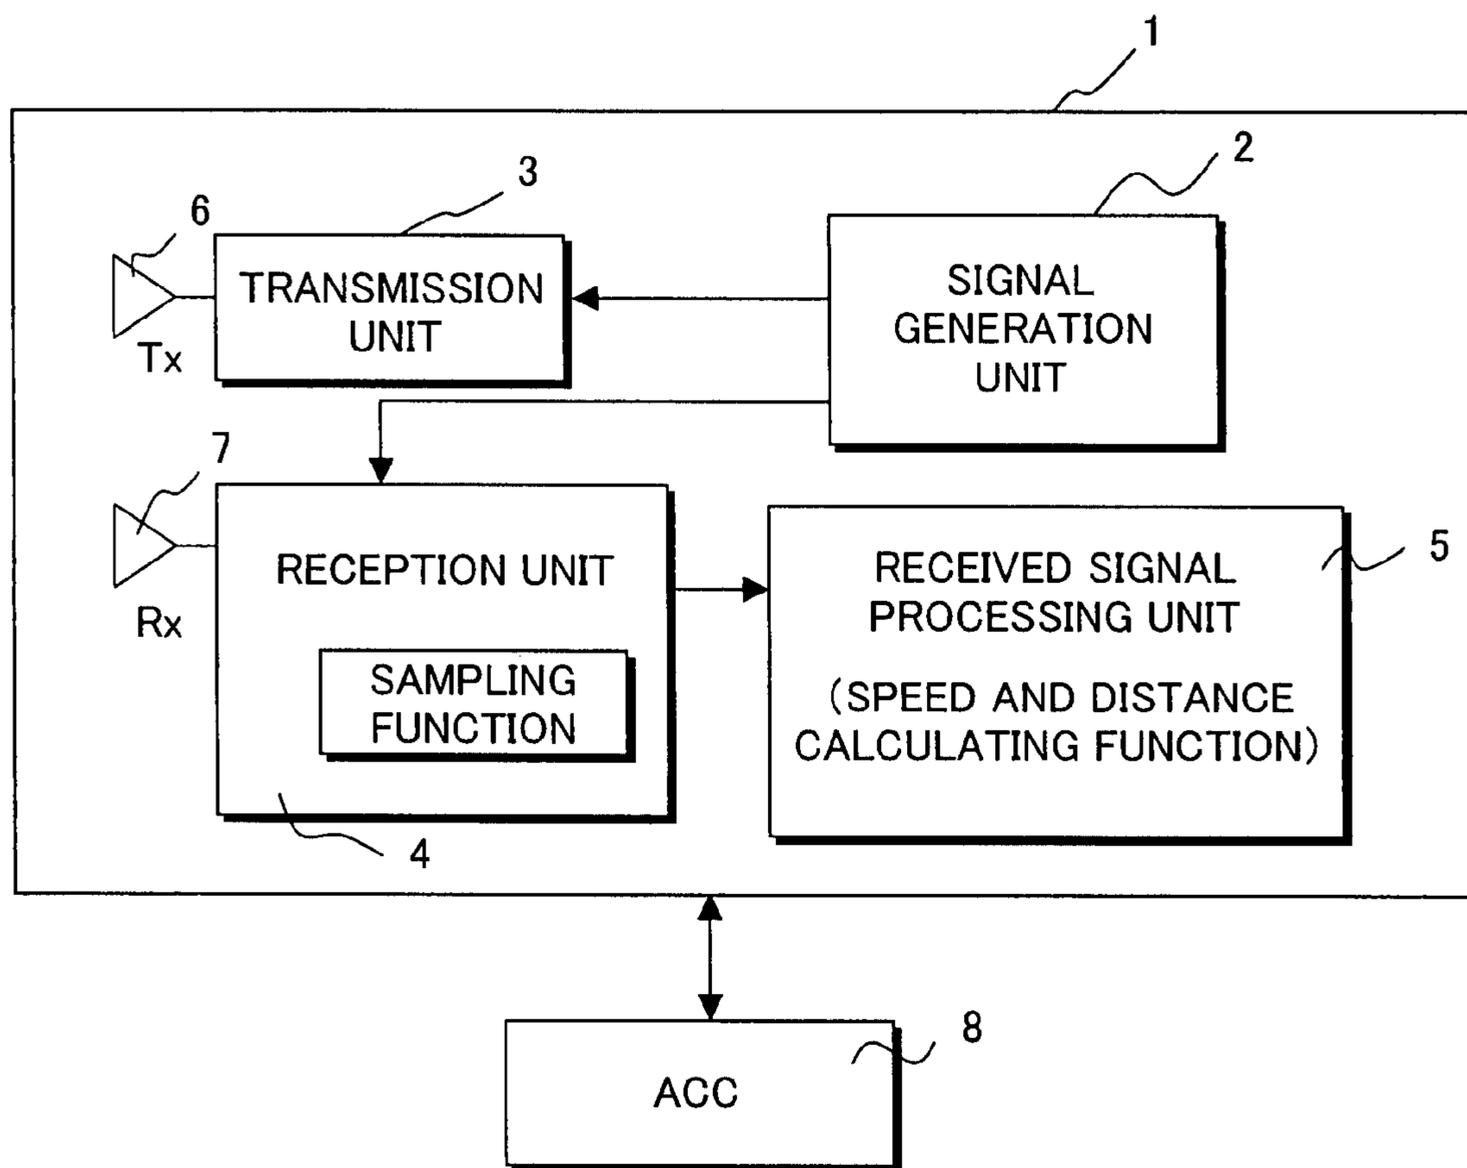 1
2
3
6
TRANSMISSION
UNIT
SIGNAL
GENERATION
UNIT
Tx
7
RECEPTION UNIT
Rx
SAMPLING
FUNCTION
4
RECEIVED SIGNAL
PROCESSING UNIT
(SPEED AND DISTANCE
CALCULATING FUNCTION)
5
ACC
8